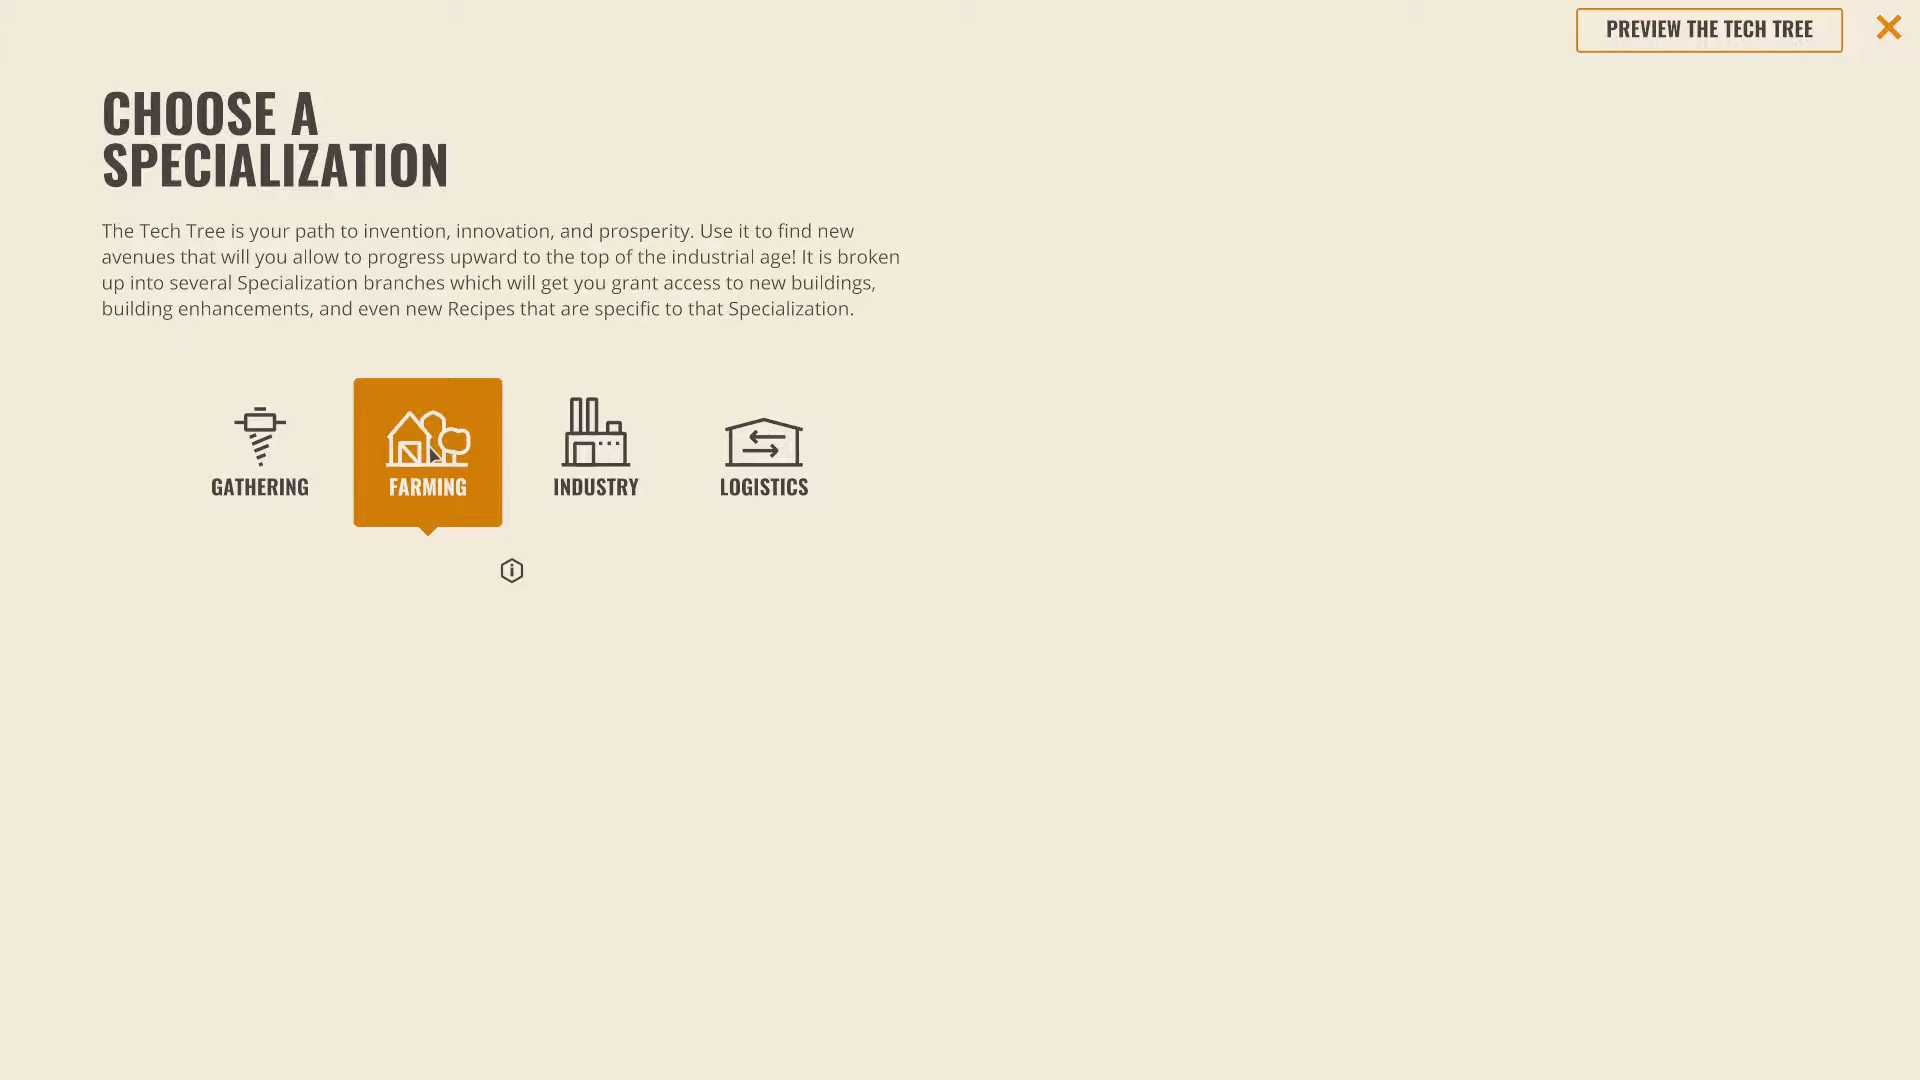 PREVIEW THE TECH TREE
CHOOSE A
SPECIALIZATION
The Tech Tree is your path to invention, innovation, and prosperity. Use it to find new
avenues that will you allow to progress upward to the top of the industrial age! It is broken
up into several Specialization branches which will get you grant access to new buildings,
building enhancements, and even new Recipes that are specific to that Specialization.
GATHERING
FARMING
INDUSTRY
LOGISTICS